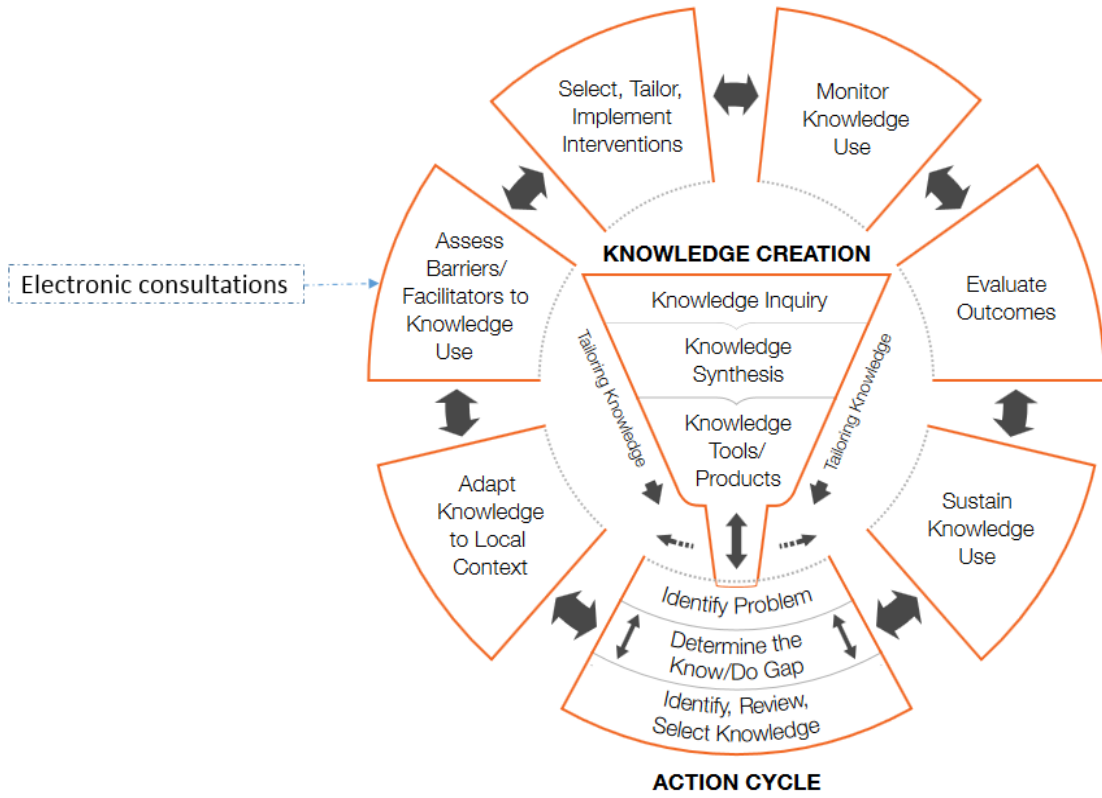 Select, Tailor,
Implement
Interventions
Monitor
Knowledge
Use
Assess
Barriers/
Facilitators to
Knowledge
Use
Electronic consultations
Evaluate
Outcomes
KNOWLEDGE CREATION
Knowledge Inquiry
Knowledge
Synthesis
Knowledge
Tools/
Products
Tailoring Knowledge
Tailoring Knowledge
Adapt
Knowledge
to Local
Context
Sustain
Knowledge
Use
Identify Problem
Determine the
Know/Do Gap
Identify, Review,
Select Knowledge
ACTION CYCLE